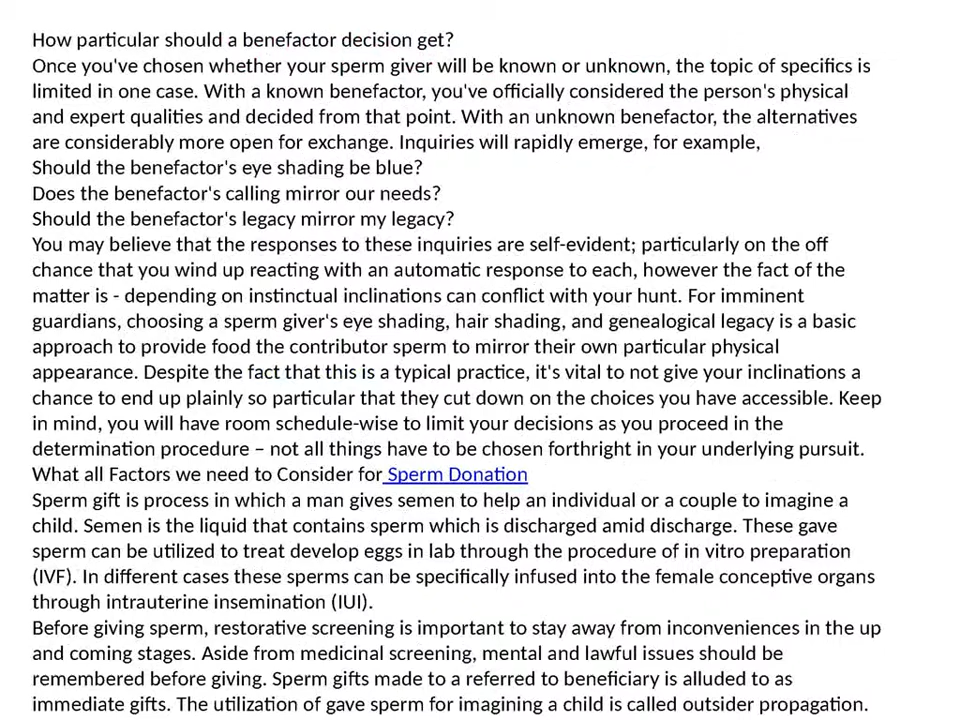 How particular should a benefactor decision get?
Once you've chosen whether your sperm giver will be known or unknown, the topic of specifics is
limited in one case. With a known benefactor, you've officially considered the person's physical
and expert qualities and decided from that point. With an unknown benefactor, the alternatives
are considerably more open for exchange. Inquiries will rapidly emerge, for example,
Should the benefactor's eye shading be blue?
Does the benefactor's calling mirror our needs?
Should the benefactor's legacy mirror my legacy?
You may believe that the responses to these inquiries are self-evident; particularly on the off
chance that you wind up reacting with an automatic response to each, however the fact of the
matter is - depending on instinctual inclinations can conflict with your hunt. For imminent
guardians, choosing a sperm giver's eye shading, hair shading, and genealogical legacy is a basic
approach to provide food the contributor sperm to mirror their own particular physical
appearance. Despite the fact that this is a typical practice, it's vital to not give your inclinations a
chance to end up plainly so particular that they cut down on the choices you have accessible. Keep
in mind, you will have room schedule-wise to limit your decisions as you proceed in the
determination procedure – not all things have to be chosen forthright in your underlying pursuit.
What all Factors we need to Consider for Sperm Donation
Sperm gift is process in which a man gives semen to help an individual or a couple to imagine a
child. Semen is the liquid that contains sperm which is discharged amid discharge. These gave
sperm can be utilized to treat develop eggs in lab through the procedure of in vitro preparation
(IVF). In different cases these sperms can be specifically infused into the female conceptive organs
through intrauterine insemination (IUI).
Before giving sperm, restorative screening is important to stay away from inconveniences in the up
and coming stages. Aside from medicinal screening, mental and lawful issues should be
remembered before giving. Sperm gifts made to a referred to beneficiary is alluded to as
immediate gifts. The utilization of gave sperm for imagining a child is called outsider propagation.